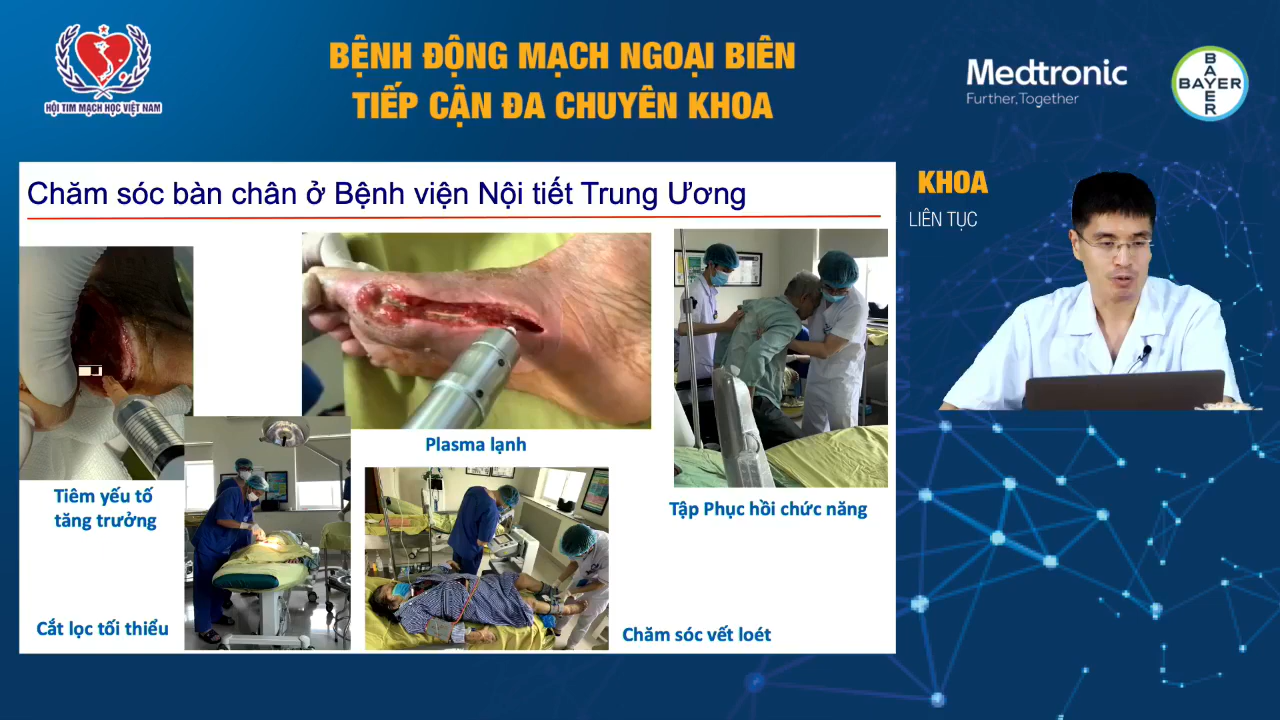 HỘI TIM MẠCH HỌC VIỆT NAM
BỆNH ĐỘNG MẠCH NGOẠI BIÊN
TIẾP CẬN ĐA CHUYÊN KHOA
Medtronic
Further, Together
BAYER
BAYER
Chăm sóc bàn chân ở Bệnh viện Nội tiết Trung Ương
KHOA
LIÊN TỤC
Plasma lạnh
Tiêm yếu tố
tăng trưởng
Tập Phục hồi chức năng
Cắt lọc tối thiểu
Chăm sóc vết loét